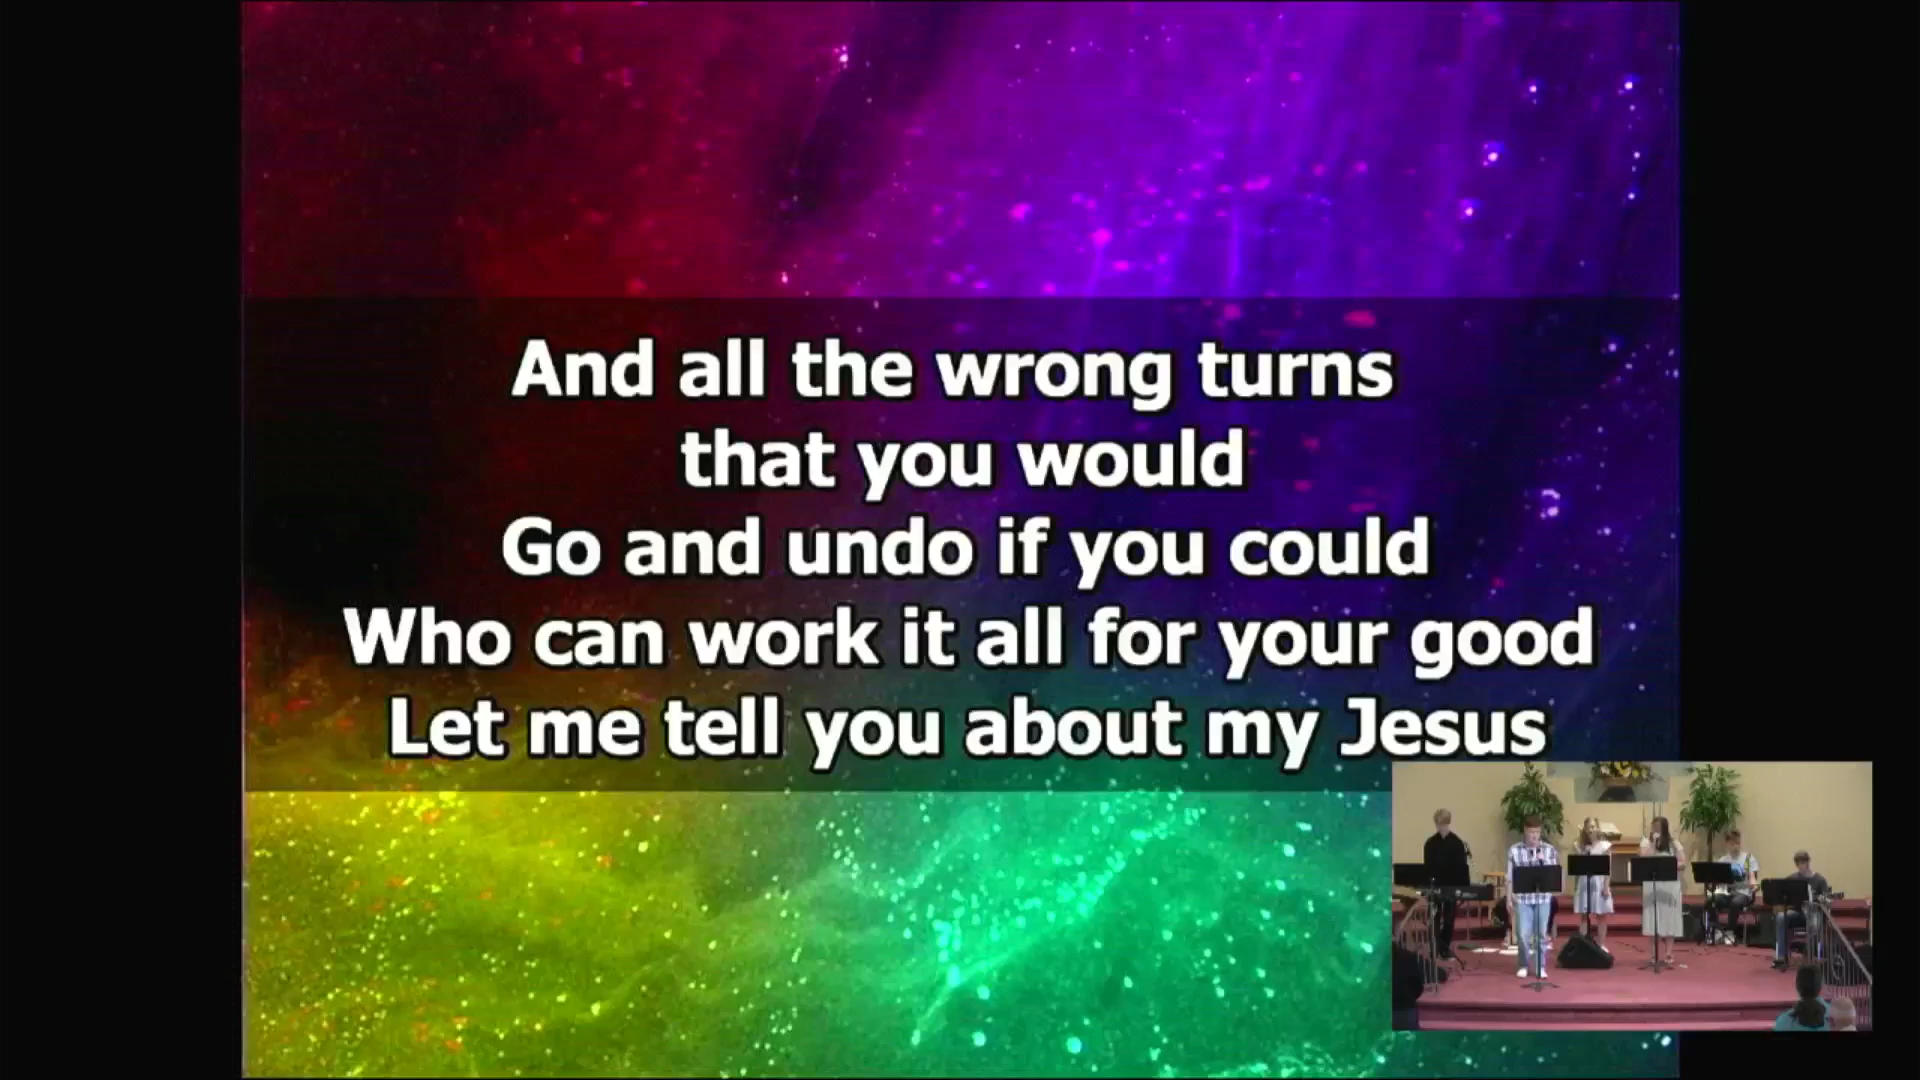 And all the wrong turns
that you would
Go and undo if you could
Who can work it all for your good
Let me tell you about my Jesus